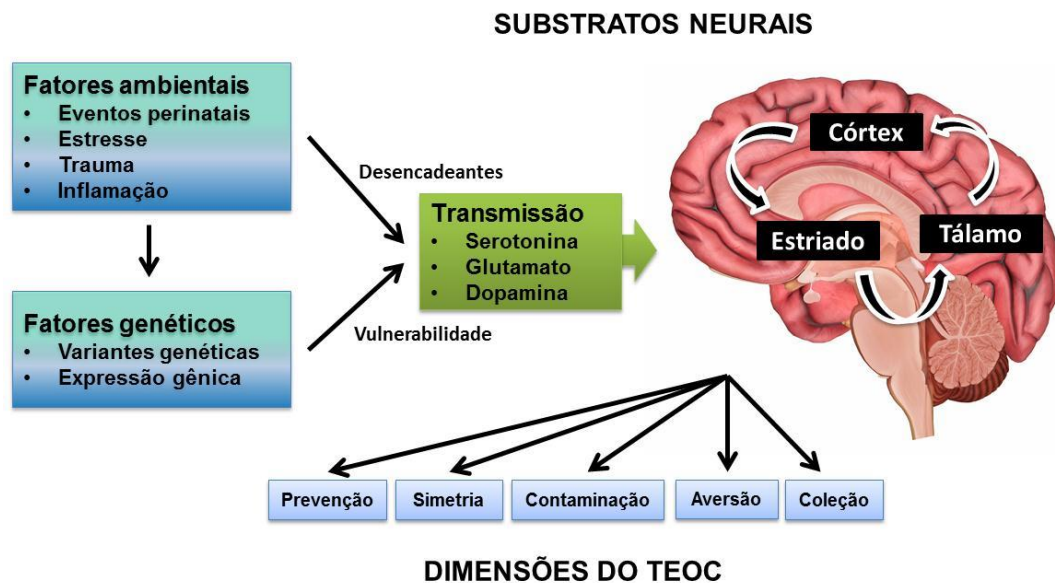 SUBSTRATOS NEURAIS
Fatores ambientais
• Eventos perinatais
• Estresse
• Trauma
• Inflamação
Desencadeantes
Transmissão
• Serotonina
• Glutamato
• Dopamina
Vulnerabilidade
Fatores genéticos
• Variantes genéticas
• Expressão gênica
Córtex
Estriado
Tálamo
Prevenção
Simetria
Contaminação
Aversão
Coleção
DIMENSÕES DO TEOC